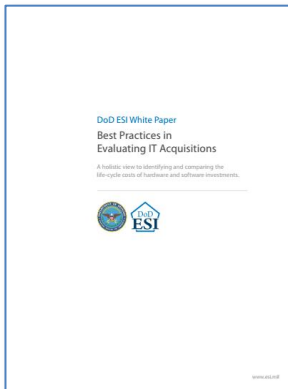 DoD ESI White Paper
Best Practices in
Evaluating IT Acquisitions
A holistic view to identifying and comparing the
life-cycle costs of hardware and software investments.
DoD
ESI
www.esi.mil